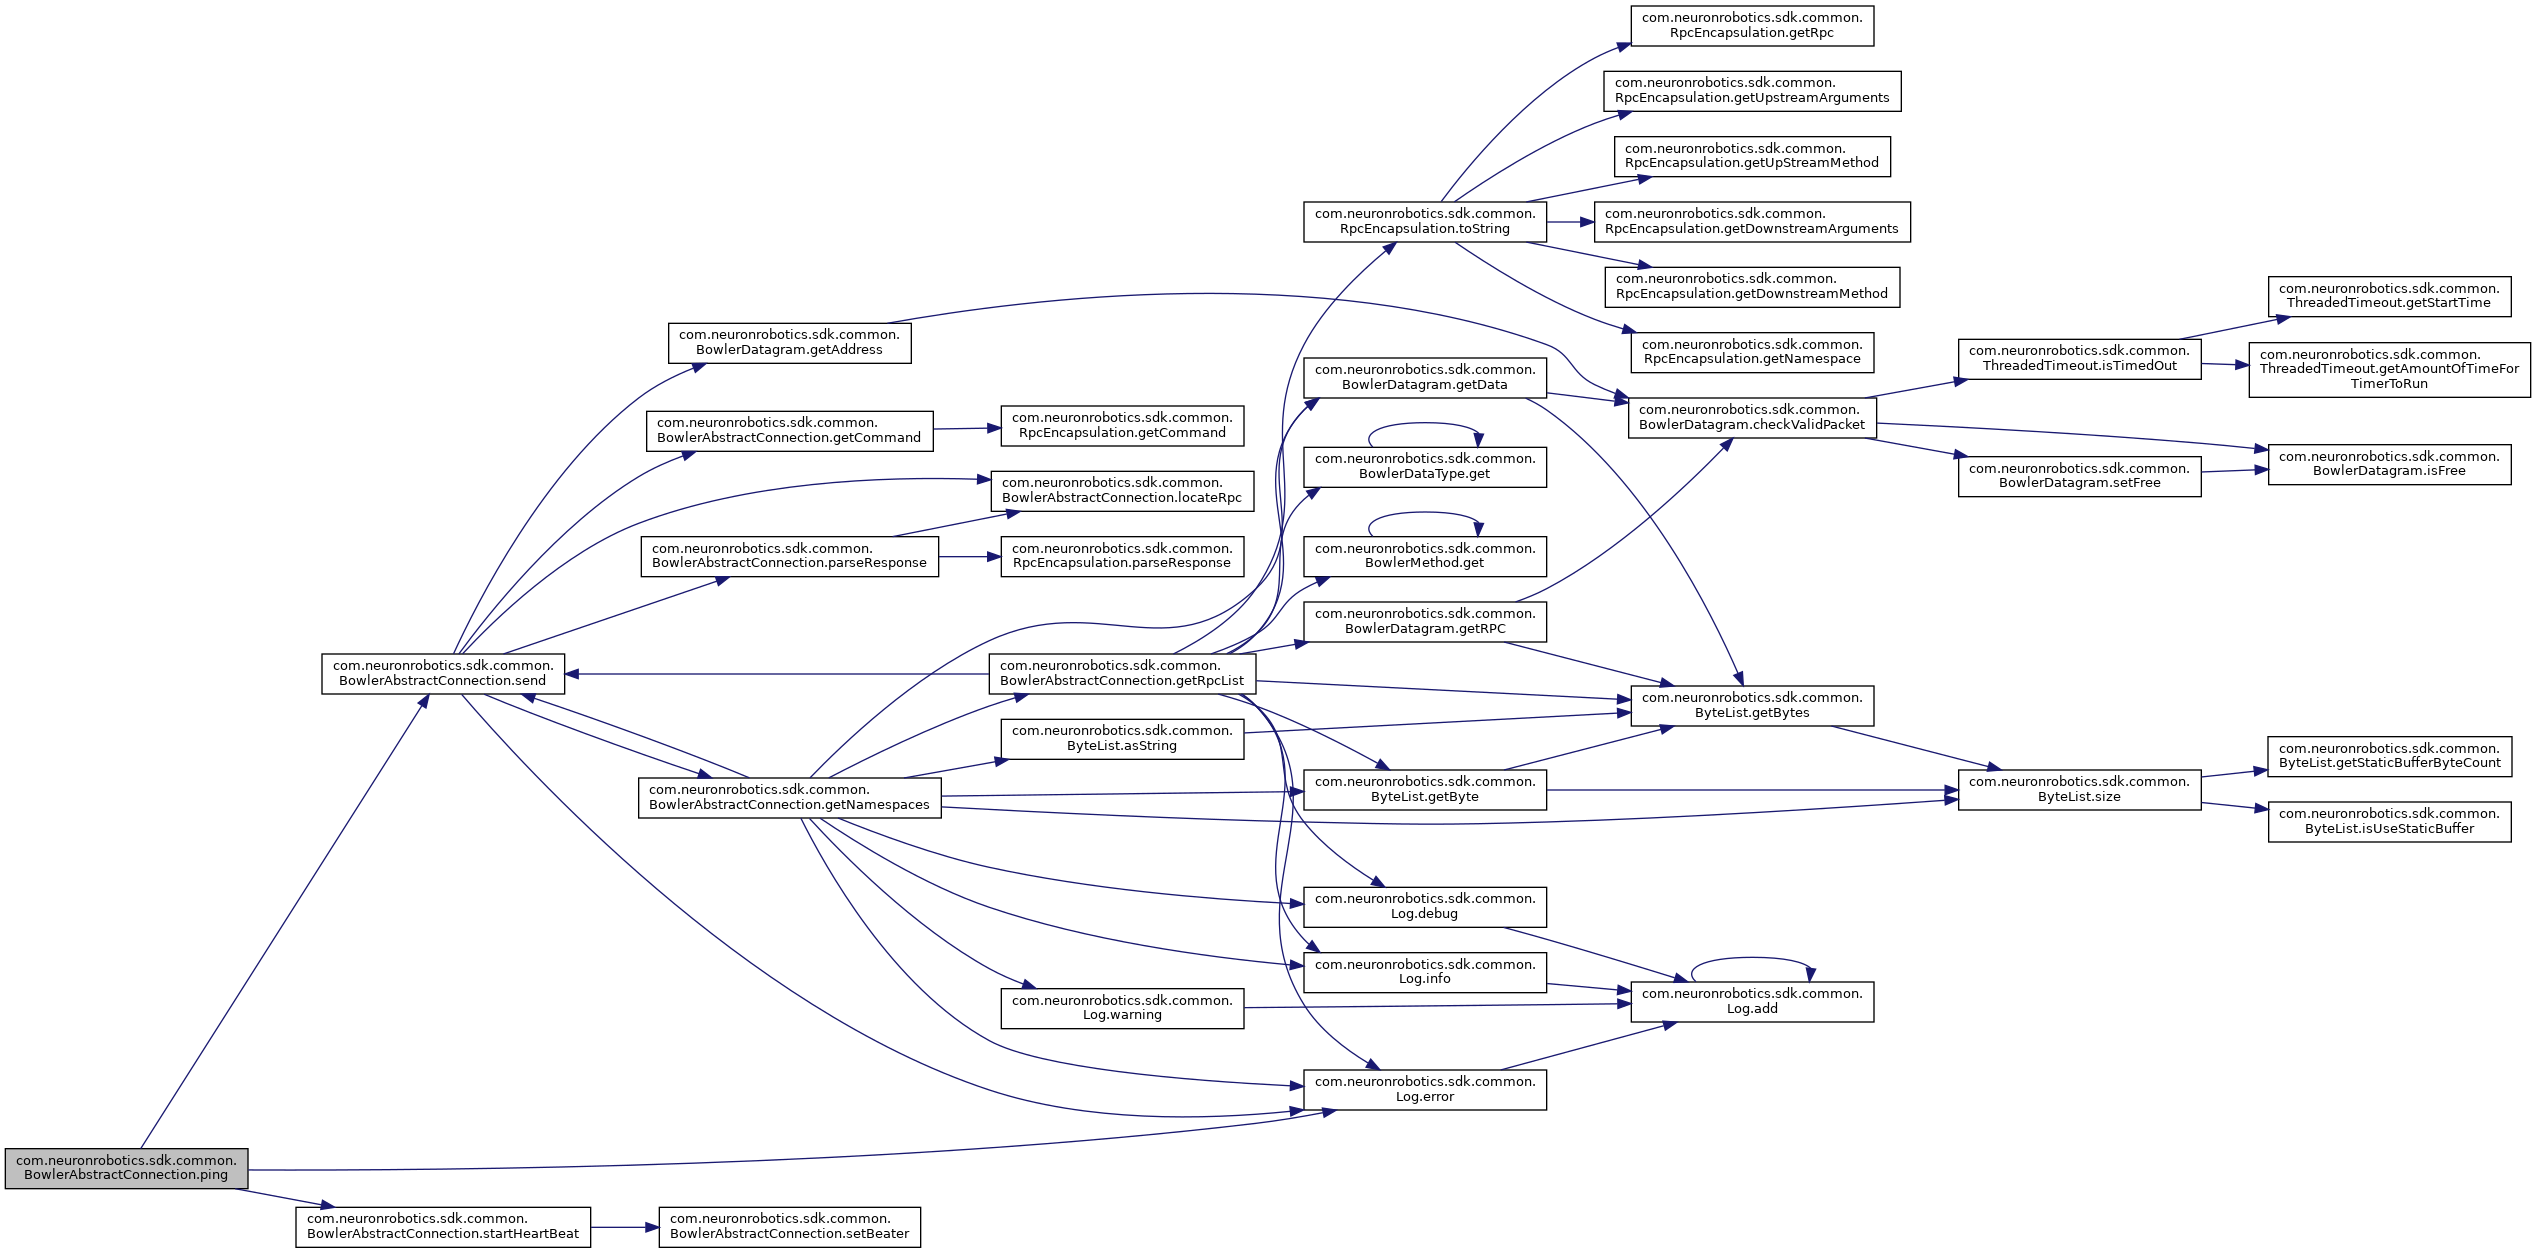 com.neuronrobotics.sdk.common.
RpcEncapsulation.getRpc
com.neuronrobotics.sdk.common.
RpcEncapsulation.getUpstreamArguments
com.neuronrobotics.sdk.common.
RpcEncapsulation.getUpStreamMethod
com.neuronrobotics.sdk.common.
RpcEncapsulation.toString
com.neuronrobotics.sdk.common.
RpcEncapsulation.getDownstreamArguments
com.neuronrobotics.sdk.common.
RpcEncapsulation.getDownstreamMethod
com.neuronrobotics.sdk.common.
ThreadedTimeout.getStartTime
com.neuronrobotics.sdk.common.
BowlerDatagram.getAddress
com.neuronrobotics.sdk.common.
RpcEncapsulation.getNamespace
com.neuronrobotics.sdk.common.
ThreadedTimeout.isTimedOut
com.neuronrobotics.sdk.common.
ThreadedTimeout.getAmountOfTimeFor
TimerToRun
com.neuronrobotics.sdk.common.
BowlerDatagram.getData
com.neuronrobotics.sdk.common.
BowlerDatagram.checkValidPacket
com.neuronrobotics.sdk.common.
BowlerAbstractConnection.getCommand
com.neuronrobotics.sdk.common.
RpcEncapsulation.getCommand
com.neuronrobotics.sdk.common.
BowlerDataType.get
com.neuronrobotics.sdk.common.
BowlerDatagram.isFree
com.neuronrobotics.sdk.common.
BowlerDatagram.setFree
com.neuronrobotics.sdk.common.
BowlerAbstractConnection.locateRpc
com.neuronrobotics.sdk.common.
BowlerAbstractConnection.parseResponse
com.neuronrobotics.sdk.common.
RpcEncapsulation.parseResponse
com.neuronrobotics.sdk.common.
BowlerMethod.get
com.neuronrobotics.sdk.common.
BowlerDatagram.getRPC
com.neuronrobotics.sdk.common.
BowlerAbstractConnection.send
com.neuronrobotics.sdk.common.
BowlerAbstractConnection.getRpcList
com.neuronrobotics.sdk.common.
ByteList.getBytes
com.neuronrobotics.sdk.common.
ByteList.asString
com.neuronrobotics.sdk.common.
ByteList.getStaticBufferByteCount
com.neuronrobotics.sdk.common.
BowlerAbstractConnection.getNamespaces
com.neuronrobotics.sdk.common.
ByteList.getByte
com.neuronrobotics.sdk.common.
ByteList.size
com.neuronrobotics.sdk.common.
ByteList.isUseStaticBuffer
com.neuronrobotics.sdk.common.
Log.debug
com.neuronrobotics.sdk.common.
Log.info
com.neuronrobotics.sdk.common.
Log.warning
com.neuronrobotics.sdk.common.
Log.add
com.neuronrobotics.sdk.common.
Log.error
com.neuronrobotics.sdk.common.
BowlerAbstractConnection.ping
com.neuronrobotics.sdk.common.
BowlerAbstractConnection.startHeartBeat
com.neuronrobotics.sdk.common.
BowlerAbstractConnection.setBeater